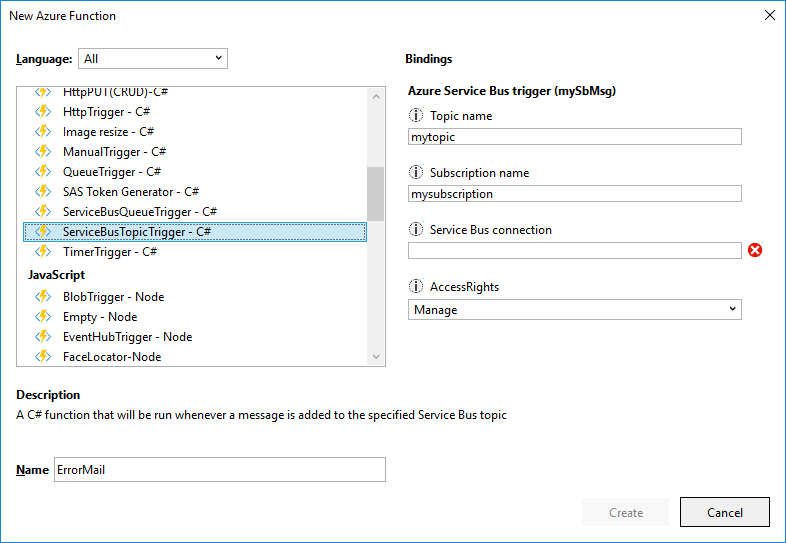 New Azure Function
Language: All
Bindings
HttpPUT(CRUD)-C#
HttpTrigger - C#
Image resize - C#
ManualTrigger - C#
QueueTrigger - C#
SAS Token Generator - C#
ServiceBusQueueTrigger - C#
ServiceBusTopicTrigger - C#
TimerTrigger - C#
JavaScript
BlobTrigger - Node
Empty - Node
EventHubTrigger - Node
FaceLocator-Node
Azure Service Bus trigger (mySbMsg)
Topic name
mytopic
Subscription name
mysubscription
Service Bus connection
AccessRights
Manage
Description
A C# function that will be run whenever a message is added to the specified Service Bus topic
Name ErrorMail
Create Cancel